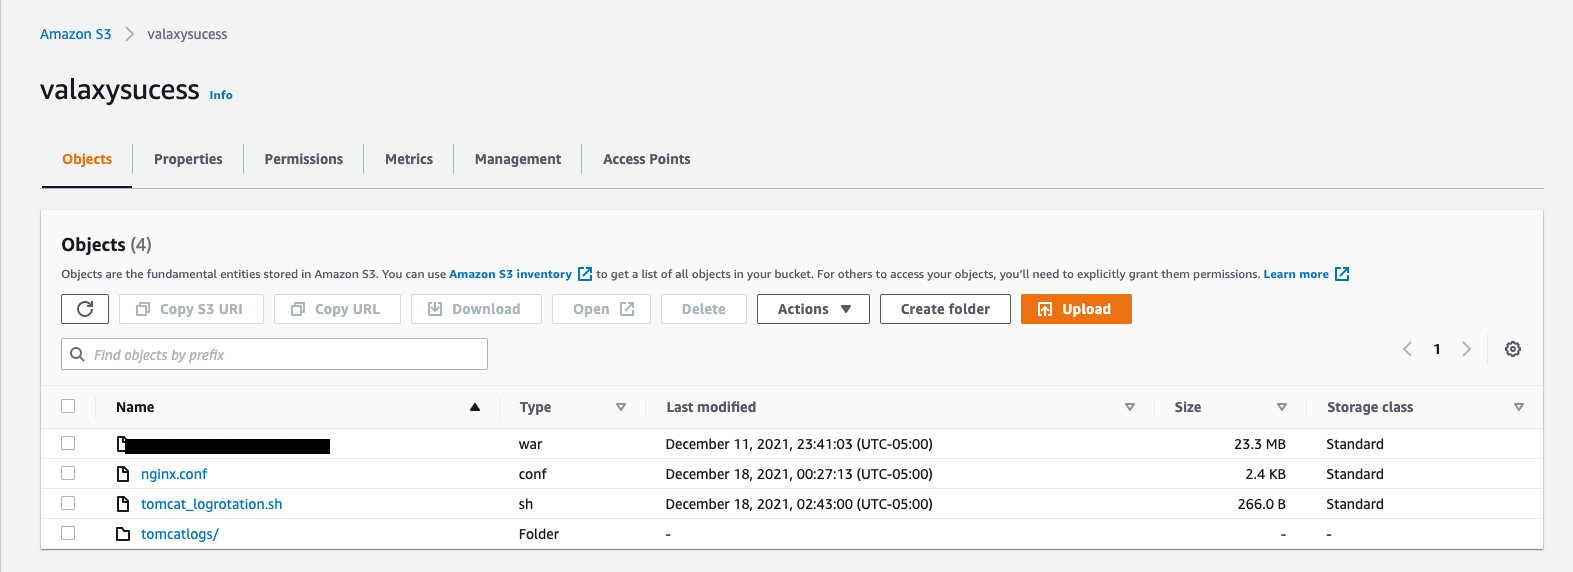 Amazon S3 > valaxysucess
valaxysucess Info
Objects Properties Permissions Metrics Management Access Points
Objects (4)
Objects are the fundamental entities stored in Amazon S3. You can use Amazon S3 inventory to get a list of all objects in your bucket. For others to access your objects, you'll need to explicitly grant them permissions. Learn more
Copy S3 URI Copy URL Download Open Delete Actions Create folder Upload
Find objects by prefix 1
Name Type Last modified Size Storage class
war December 11, 2021, 23:41:03 (UTC-05:00) 23.3 MB Standard
nginx.conf conf December 18, 2021, 00:27:13 (UTC-05:00) 2.4 KB Standard
tomcat_logrotation.sh sh December 18, 2021, 02:43:00 (UTC-05:00) 266.0 B Standard
tomcatlogs/ Folder - - -